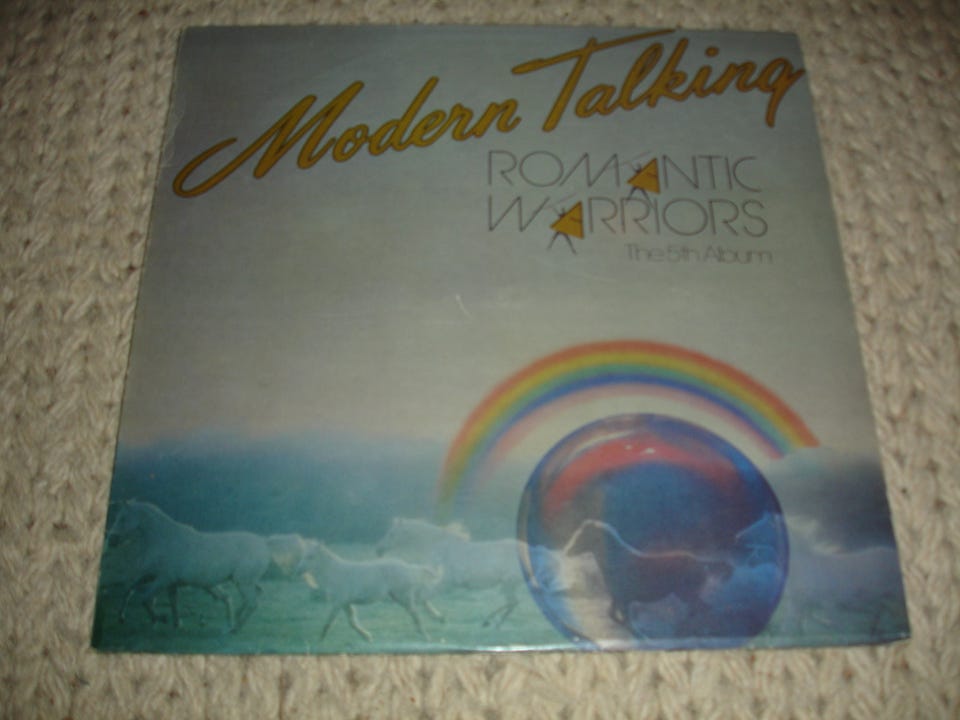 Modern Talking
ROMANTIC
WARRIORS
The 5th Album